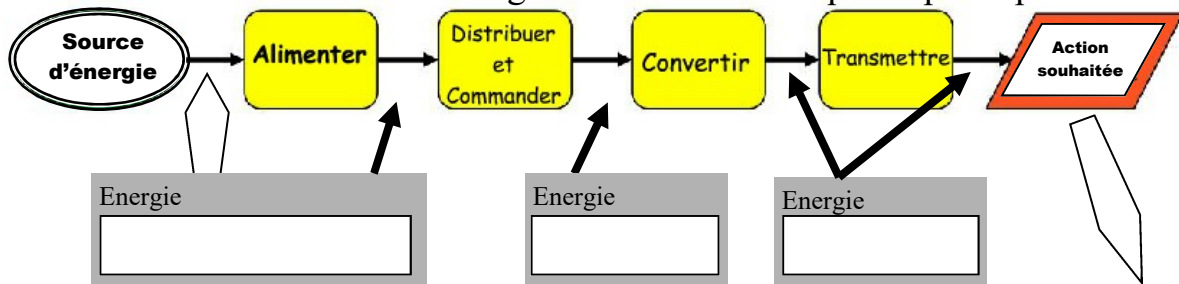 Source
d'énergie
Alimenter
Distribuer
et
Commander
Convertir
Transmettre
Action
souhaitée
Energie
Energie
Energie